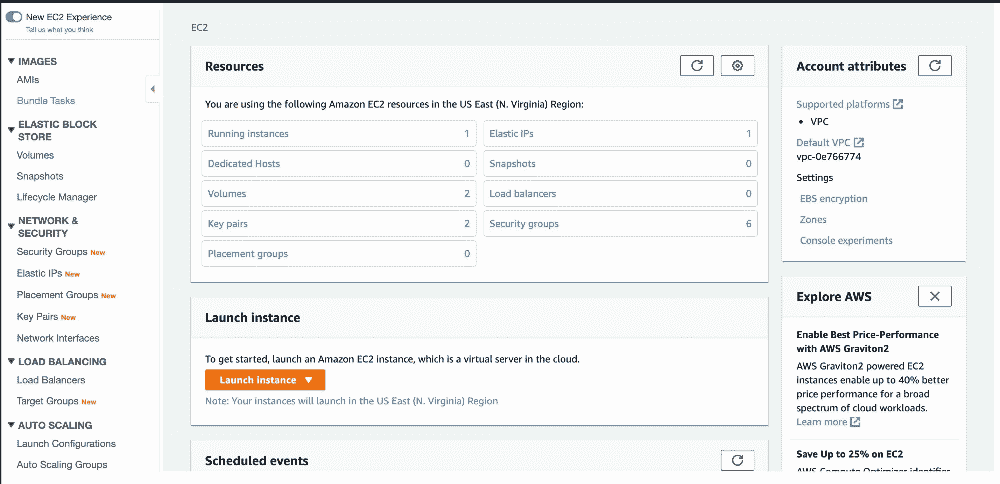 New EC2 Experience
Tell us what you think
IMAGES
AMIs
Bundle Tasks
ELASTIC BLOCK
STORE
Volumes
Snapshots
Lifecycle Manager
NETWORK &
SECURITY
Security Groups New
Elastic IPs New
Placement Groups New
Key Pairs New
Network Interfaces
LOAD BALANCING
Load Balancers
Target Groups New
AUTO SCALING
Launch Configurations
Auto Scaling Groups
EC2
Resources
You are using the following Amazon EC2 resources in the US East (N. Virginia) Region:
Running instances 1
Elastic IPs 1
Dedicated Hosts 0
Snapshots 0
Volumes 2
Load balancers 0
Key pairs 2
Security groups 6
Placement groups 0
Launch instance
To get started, launch an Amazon EC2 instance, which is a virtual server in the cloud.
Launch instance
Note: Your instances will launch in the US East (N. Virginia) Region
Scheduled events
Account attributes
Supported platforms
• VPC
Default VPC
vpc-0e766774
Settings
EBS encryption
Zones
Console experiments
Explore AWS
Enable Best Price-Performance
with AWS Graviton2
AWS Graviton2 powered EC2
instances enable up to 40% better
price performance for a broad
spectrum of cloud workloads.
Learn more
Save Up to 25% on EC2
AWS Compute Optimizer identifies